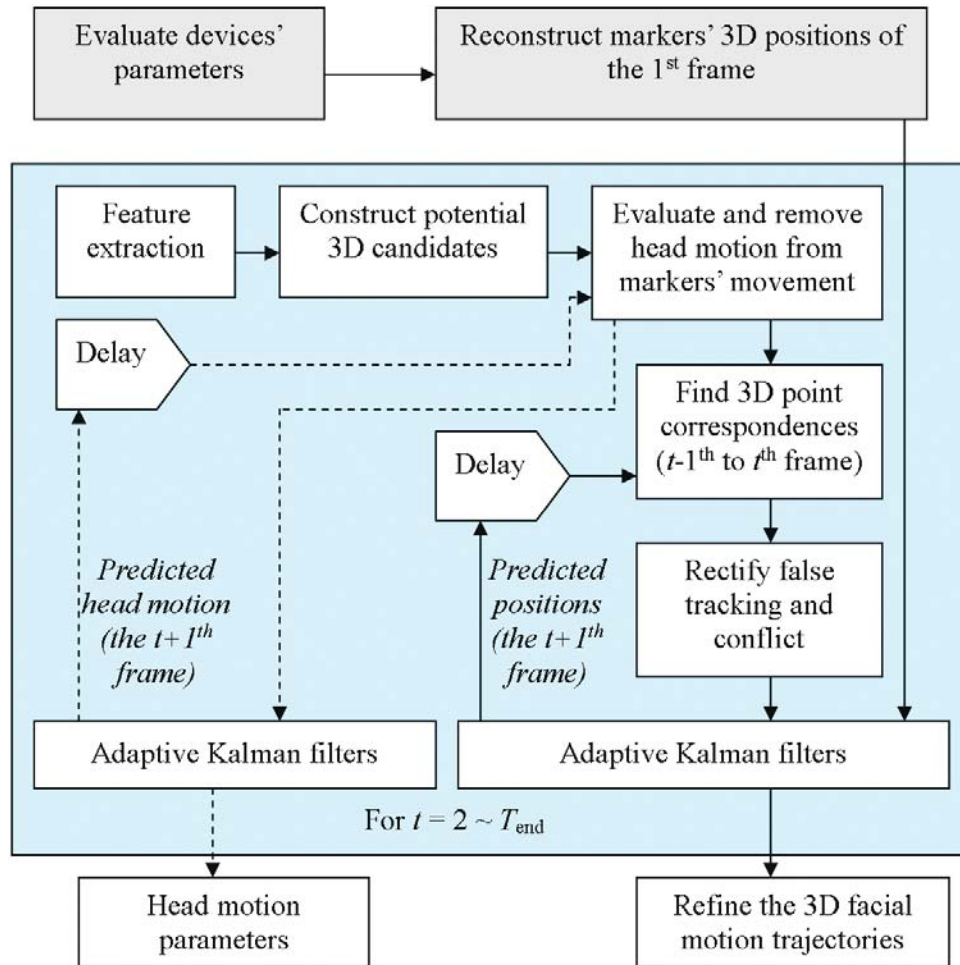 Evaluate devices’
parameters
Reconstruct markers’ 3D positions of
the 1st frame
Feature
extraction
Construct potential
3D candidates
Evaluate and remove
head motion from
markers’ movement
Delay
Find 3D point
correspondences
(t-1th to tth frame)
Delay
Predicted
head motion
(the t+1th
frame)
Predicted
positions
(the t+1th
frame)
Rectify false
tracking and
conflict
Adaptive Kalman filters
Adaptive Kalman filters
For t = 2 ~ Tend
Head motion
parameters
Refine the 3D facial
motion trajectories